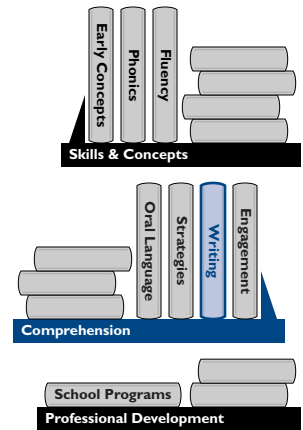 Early Concepts
Phonics
Fluency
Skills & Concepts
Oral Language
Strategies
Writing
Engagement
Comprehension
School Programs
Professional Development